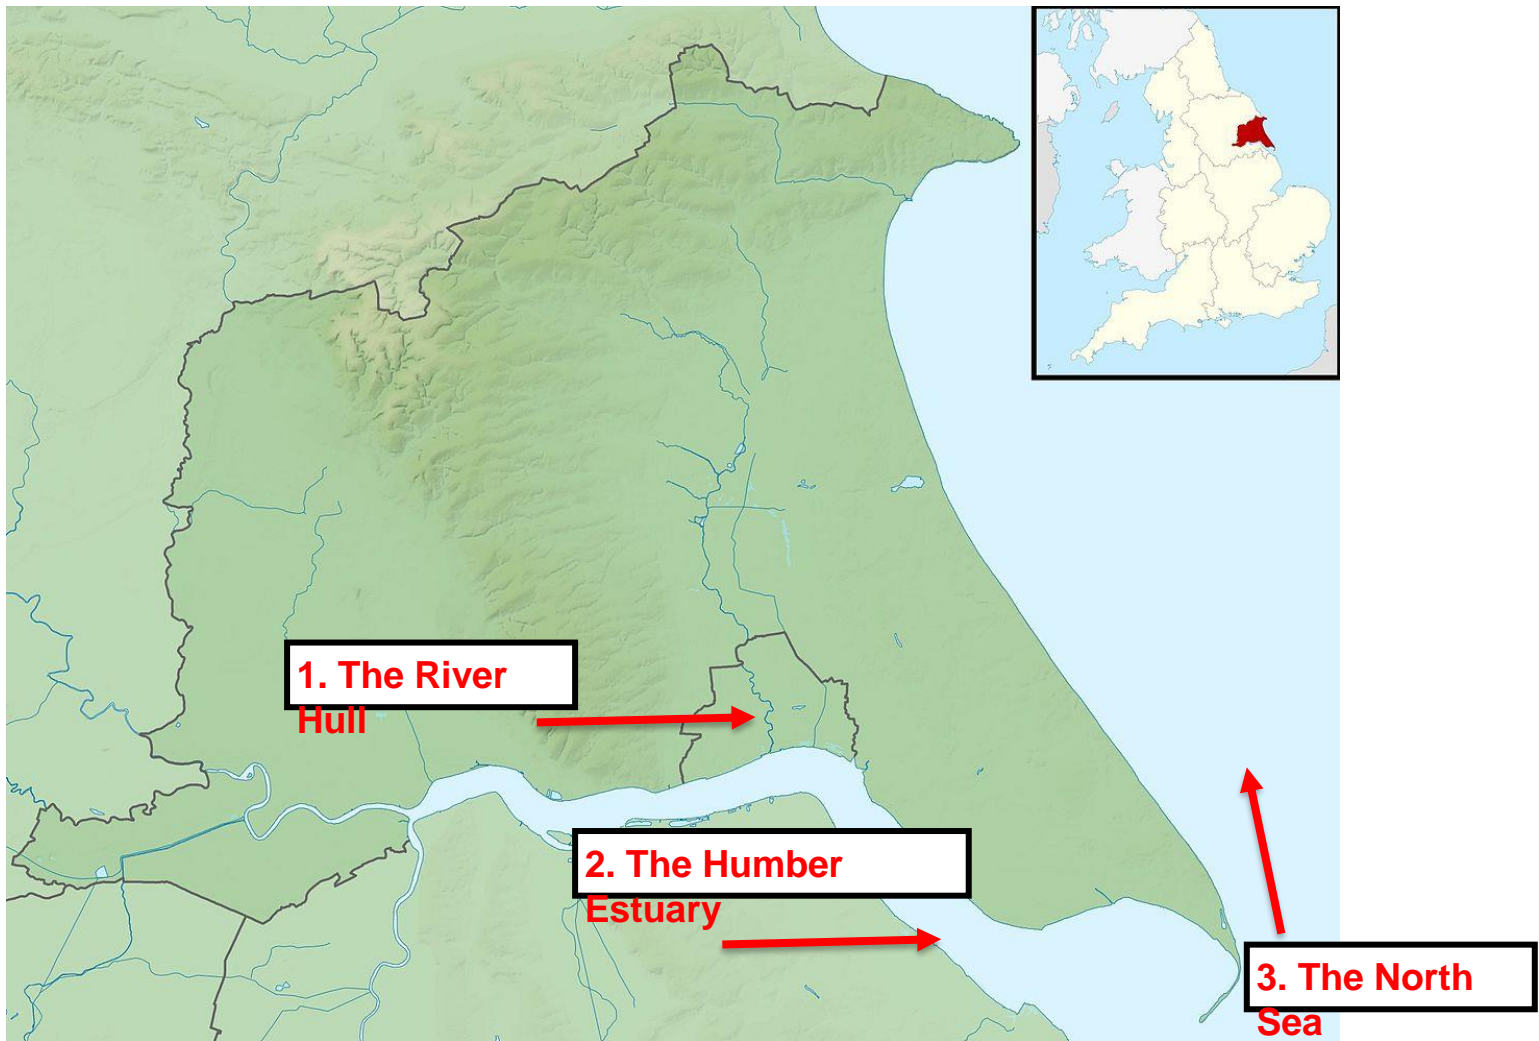 1. The River
Hull
2. The Humber
Estuary
3. The North
Sea